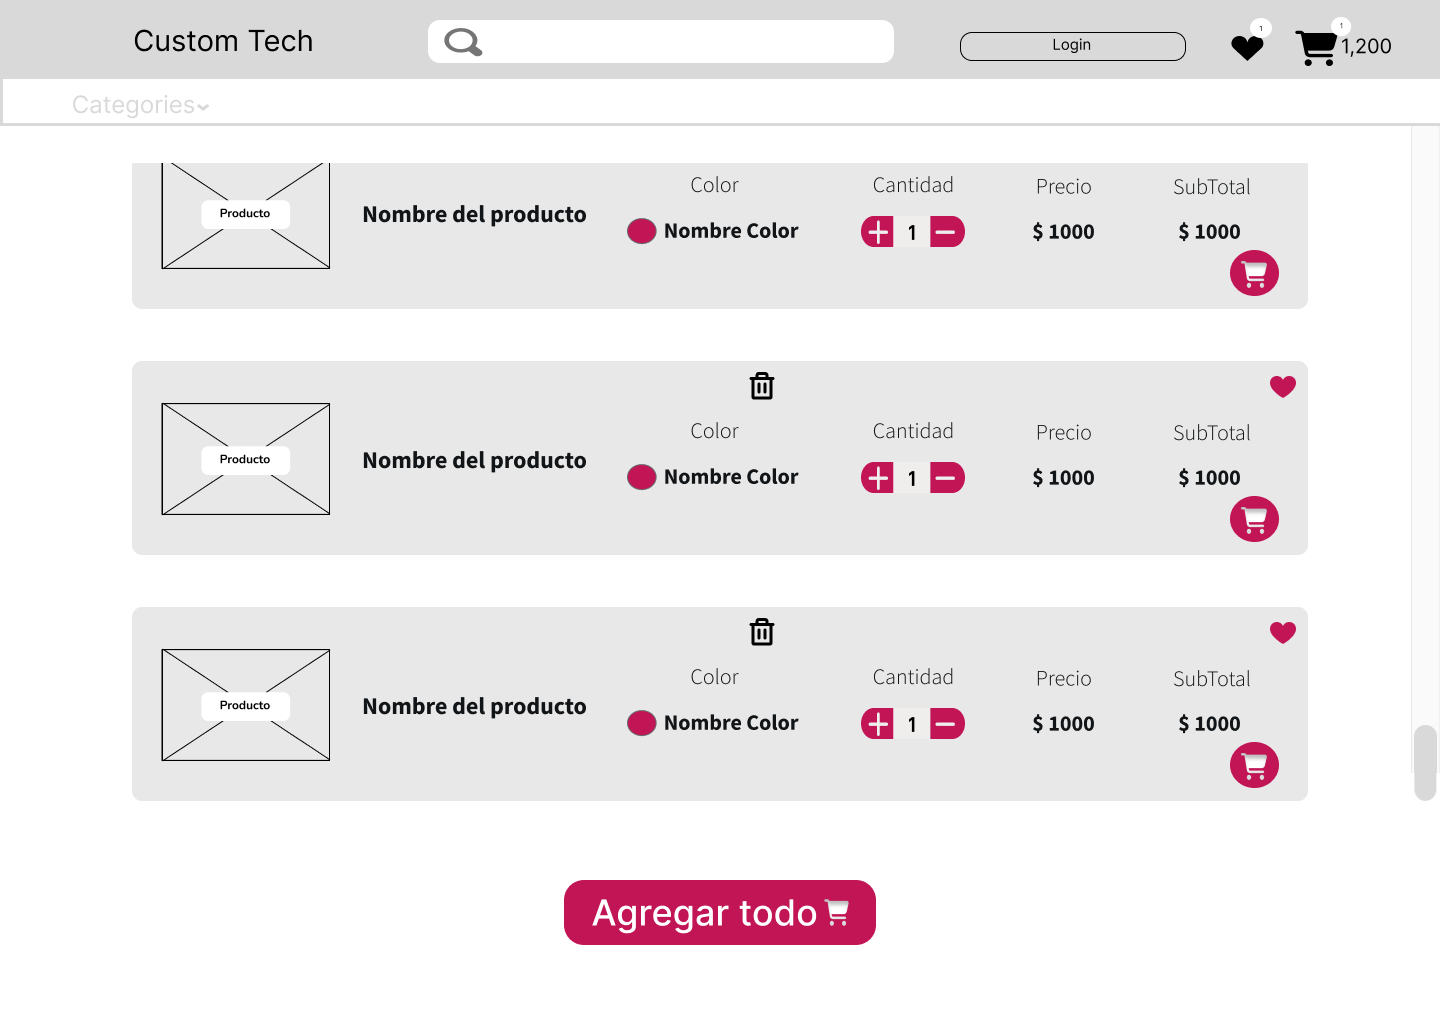 Custom Tech
Login
1
1
1,200
Categories
Color Cantidad Precio SubTotal
Producto
Nombre del producto
Nombre Color 1 $ 1000 $ 1000
Color Cantidad Precio SubTotal
Producto
Nombre del producto
Nombre Color 1 $ 1000 $ 1000
Color Cantidad Precio SubTotal
Producto
Nombre del producto
Nombre Color 1 $ 1000 $ 1000
Agregar todo